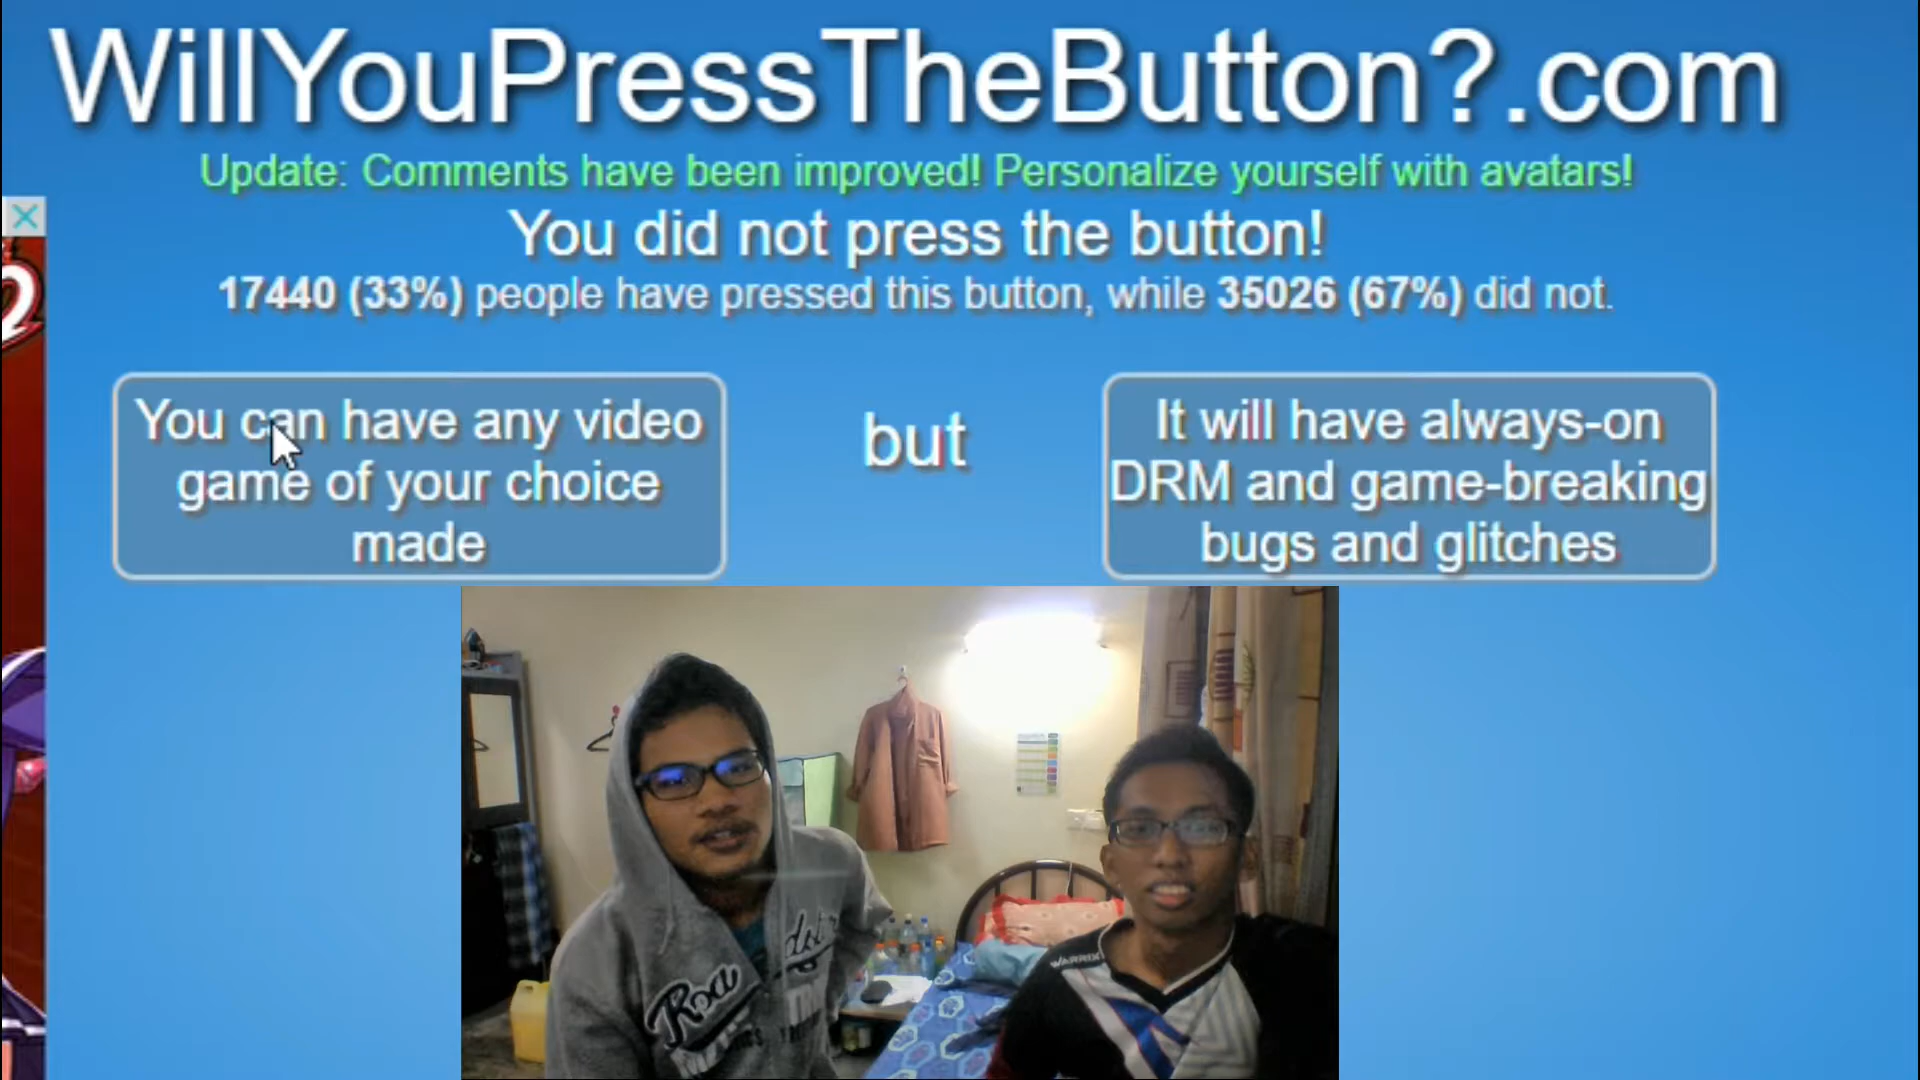 WillYouPressTheButton?.com
Update: Comments have been improved! Personalize yourself with avatars!
You did not press the button!
17440 (33%) people have pressed this button, while 35026 (67%) did not.
You can have any video
game of your choice
made
but
It will have always-on
DRM and game-breaking
bugs and glitches
WARRIX